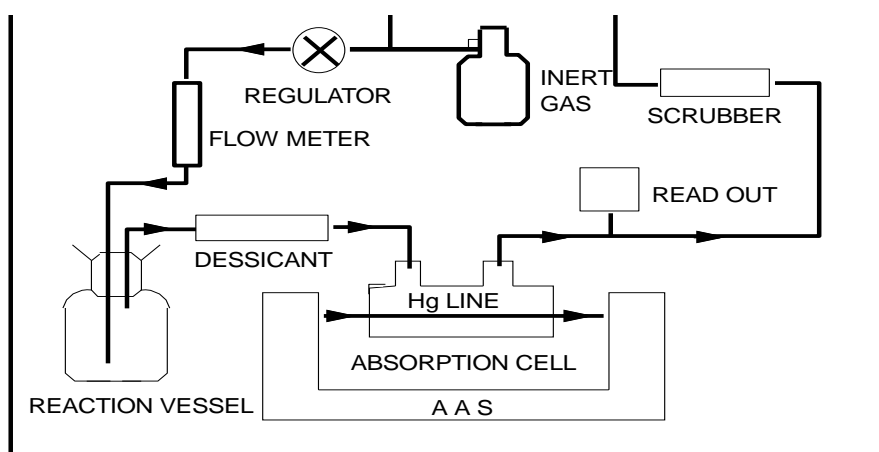 INERT
GAS
REGULATOR
SCRUBBER
FLOW METER
READ OUT
DESSICANT
Hg LINE
ABSORPTION CELL
REACTION VESSEL
A A S